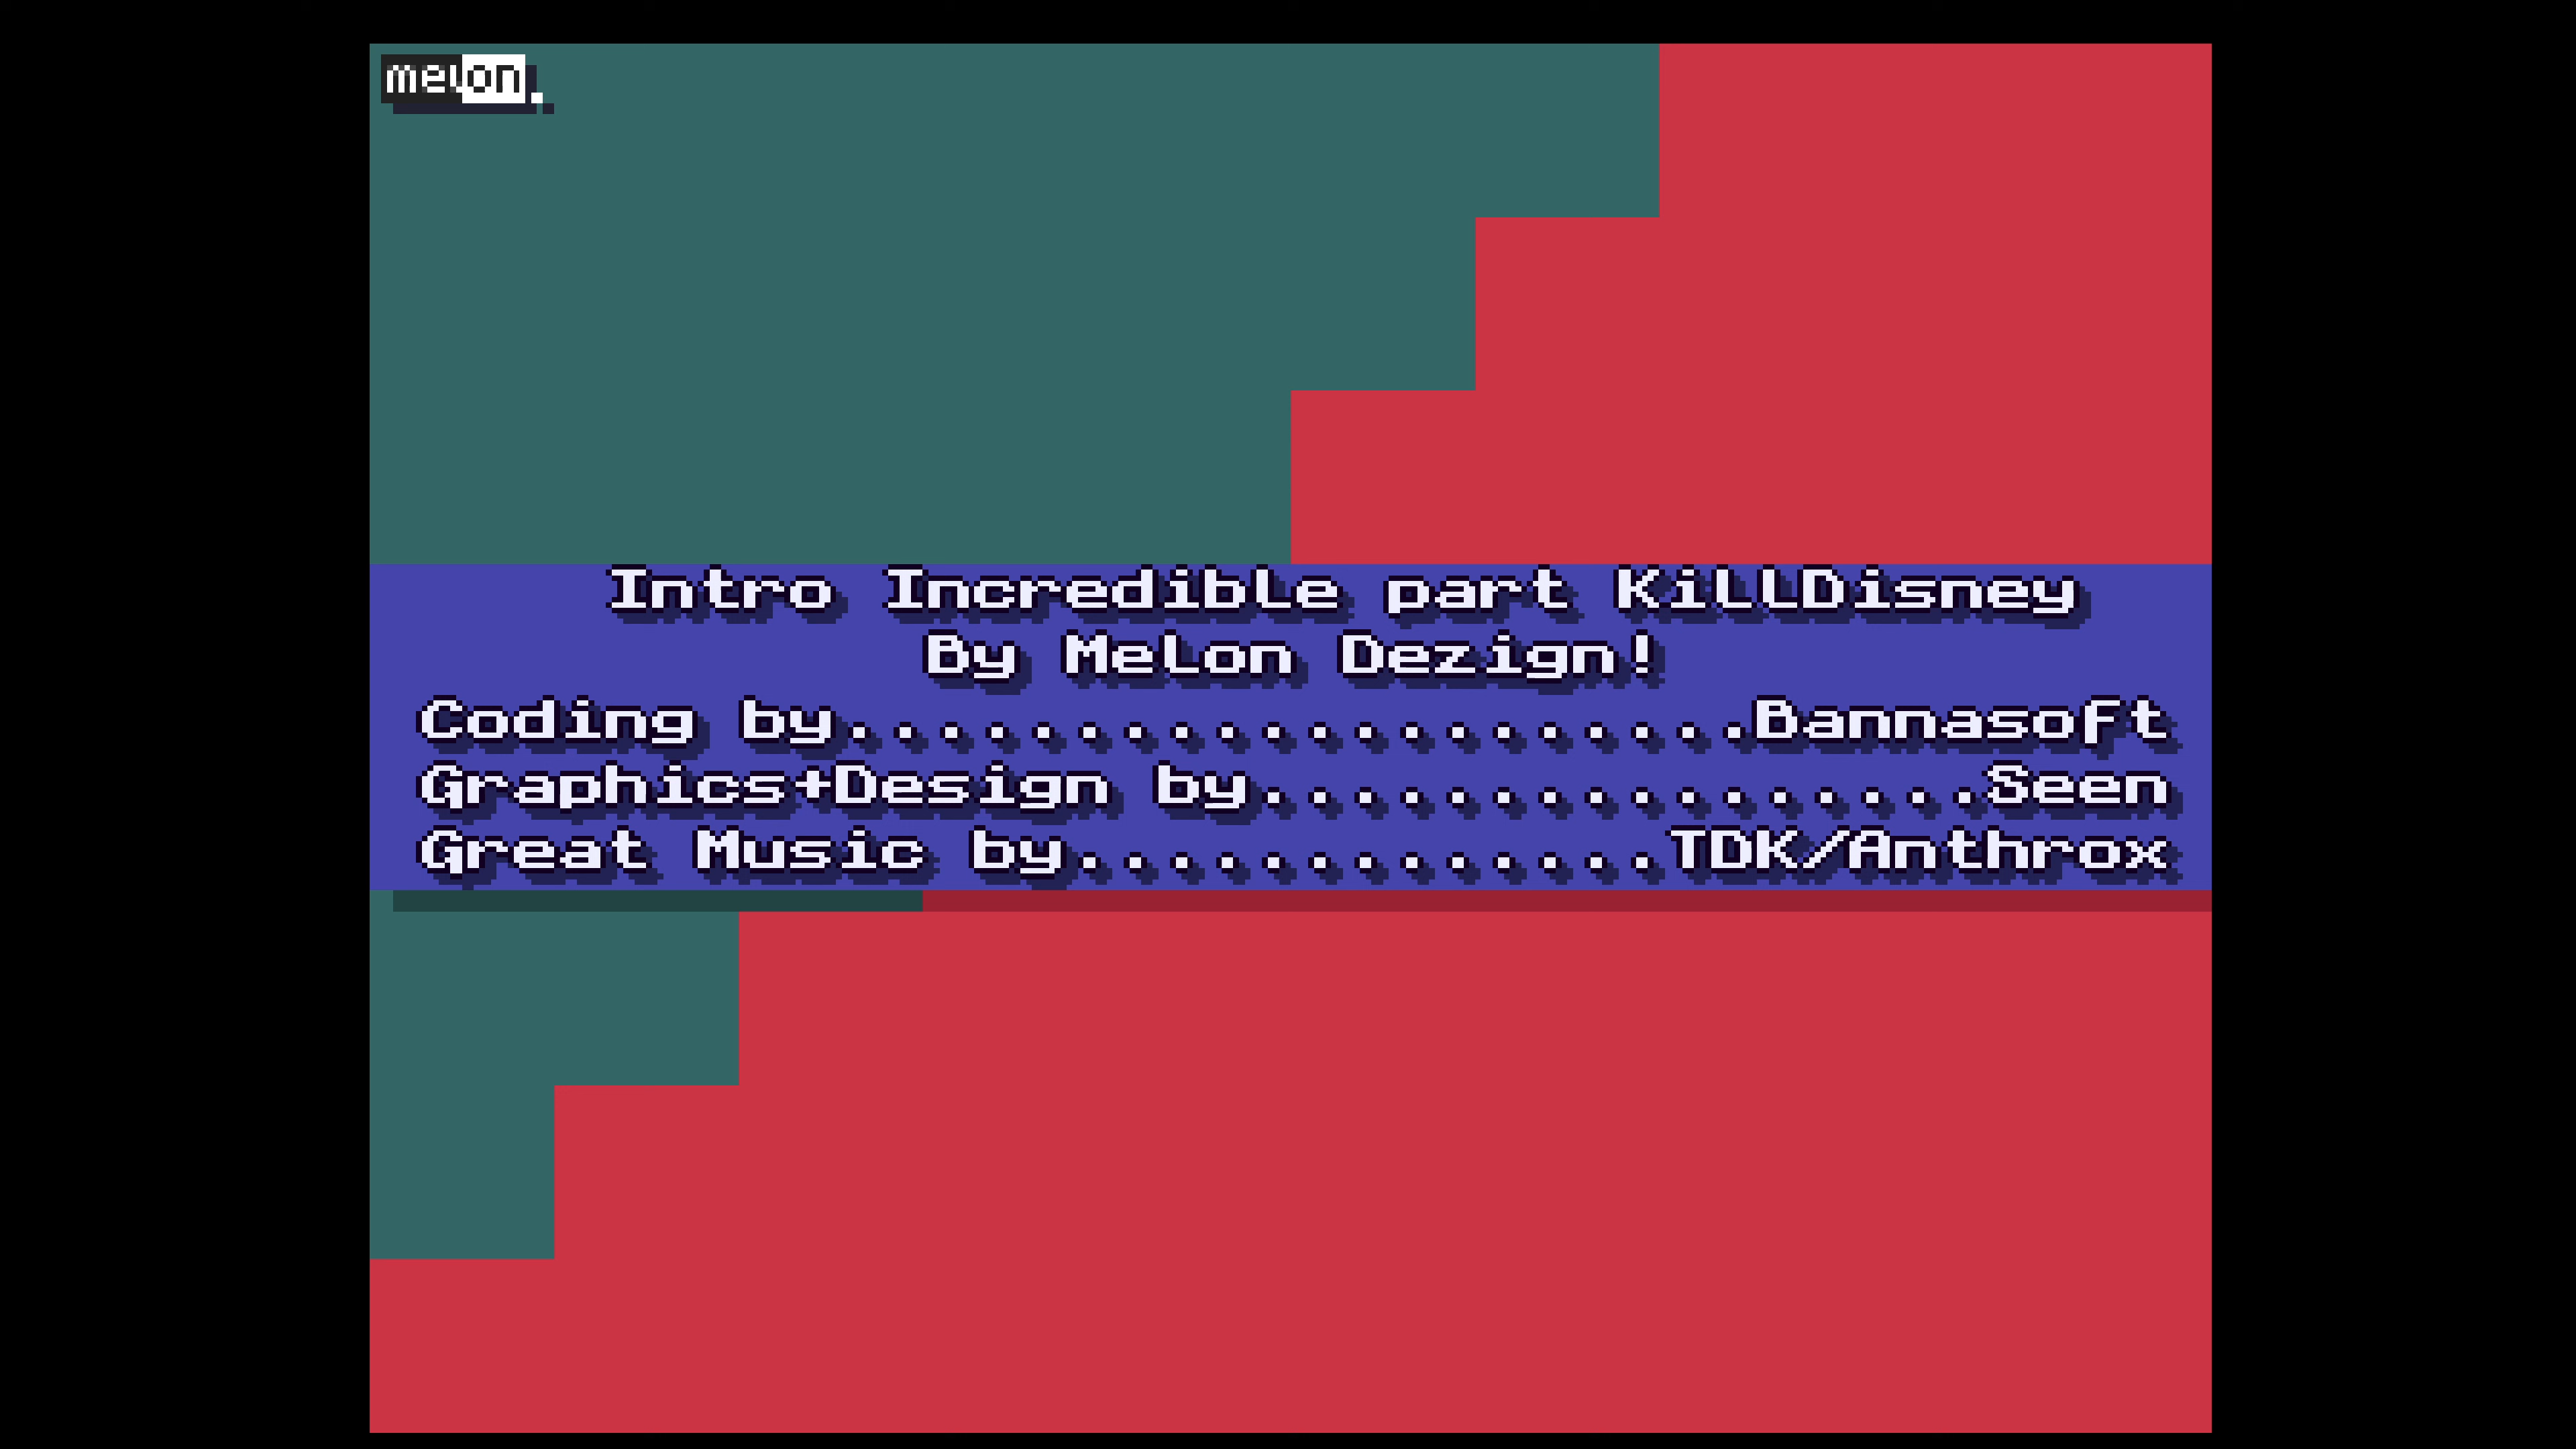 melon.
Intro Incredible part KillDisney
By Melon Dezign!
Coding by....................Bannasoft
Graphics+Design by................Seen
Great Music by.............TDK/Anthrox